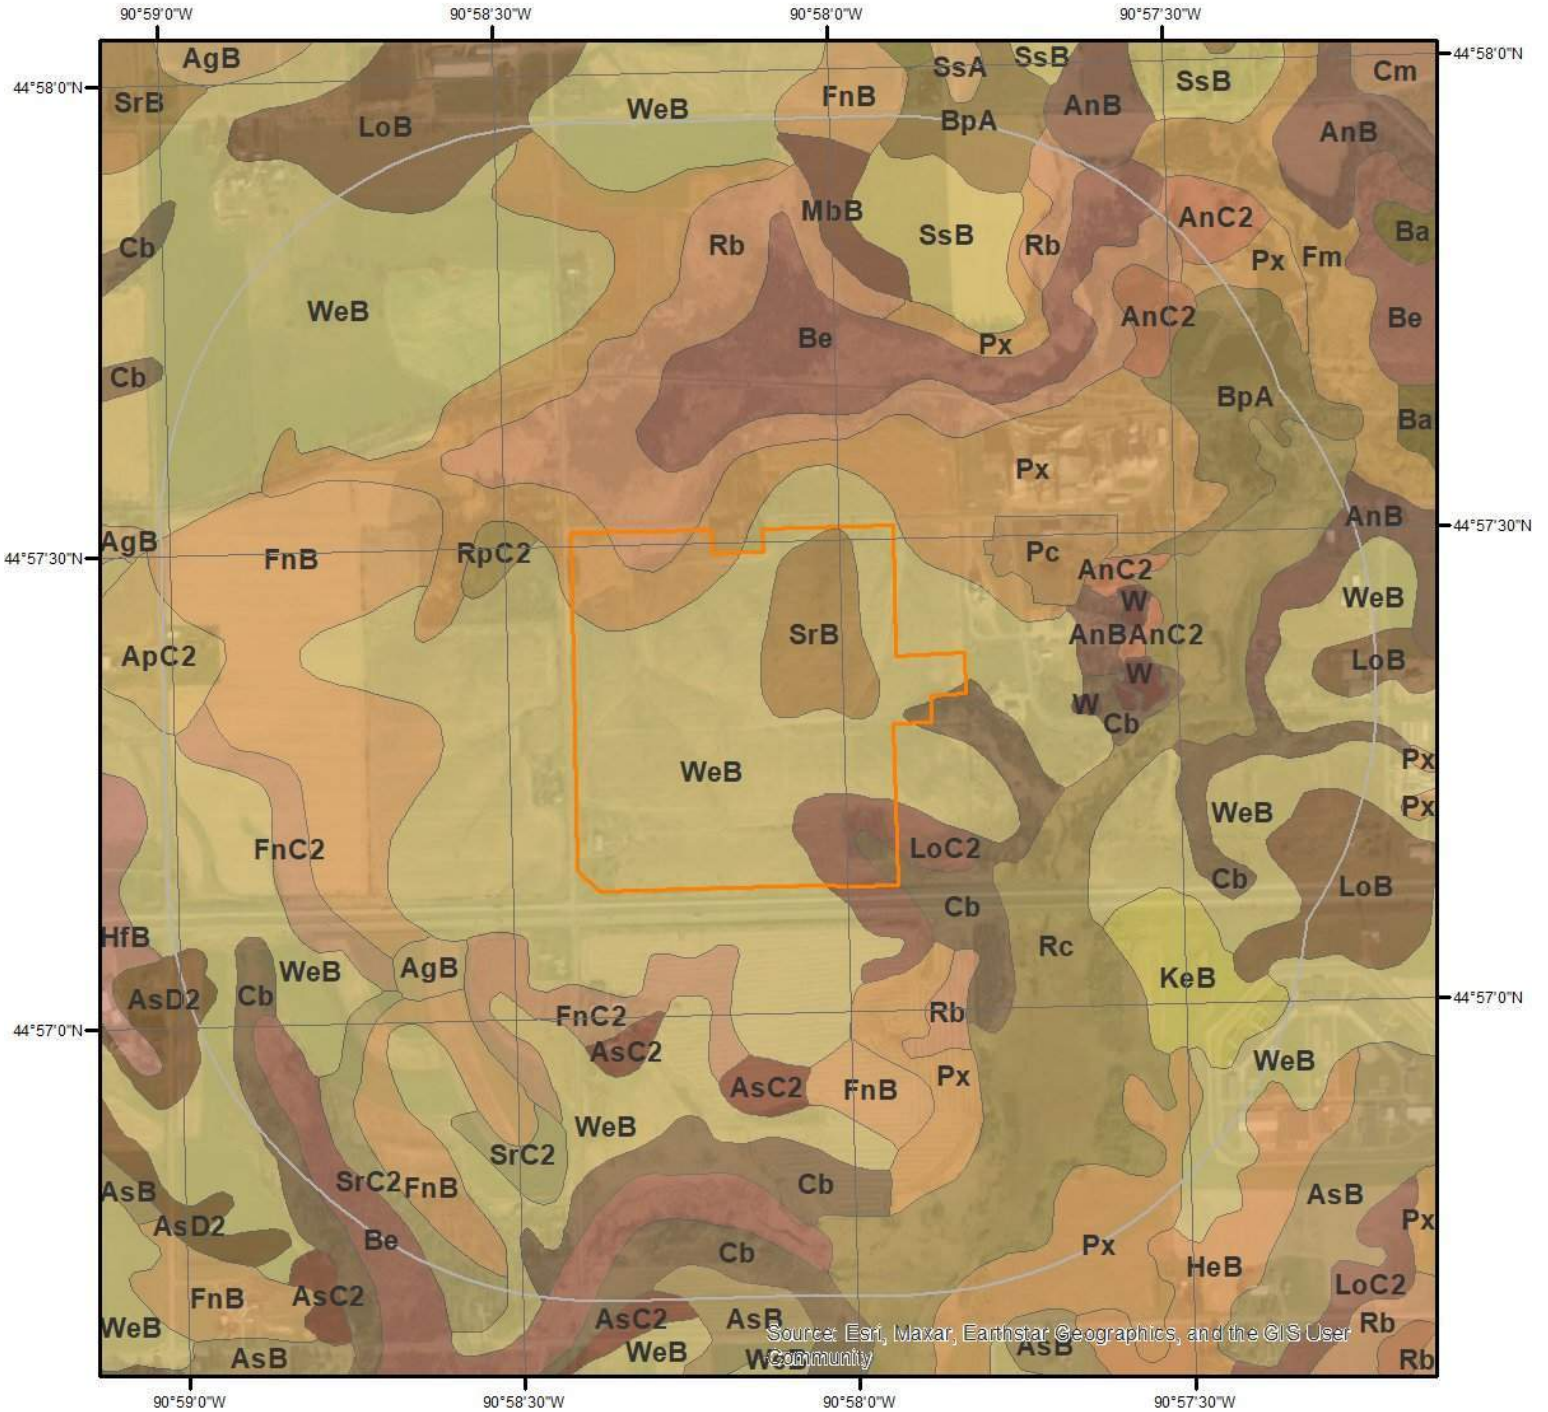 90°59'0"W 90°58'30"W 90°58'0"W 90°57'30"W
44°58'0"N
44°58'0"N
AgB
SsA
SsB
SsB
Cm
SrB
LoB
WeB
FnB
BpA
AnB
AnB
Cb
Rb
MbB
SsB
Rb
AnC2
Px
Fm
Ba
WeB
Be
Px
AnC2
Be
Cb
BpA
Ba
Px
AgB
FnB
RpC2
Pc
AnC2
AnB
44°57'30"N
44°57'30"N
W
WeB
ApC2
SrB
AnBAnC2
LoB
W
W
Cb
WeB
Px
Px
WeB
FnC2
LoC2
Cb
LoB
HfB
Cb
AsD2
Cb
WeB
AgB
Rc
KeB
44°57'0"N
44°57'0"N
FnC2
AsC2
Rb
AsC2
FnB
Px
WeB
WeB
SrC2
SrC2
FnB
Cb
AsB
AsB
AsD2
Be
Cb
Px
Px
HeB
FnB
AsC2
LoC2
WeB
AsC2
AsB
Rb
AsB
WeB
WeB
AsB
Rb
Source: Esri, Maxar, Earthstar Geographics, and the GIS User
Community
90°59'0"W 90°58'30"W 90°58'0"W 90°57'30"W